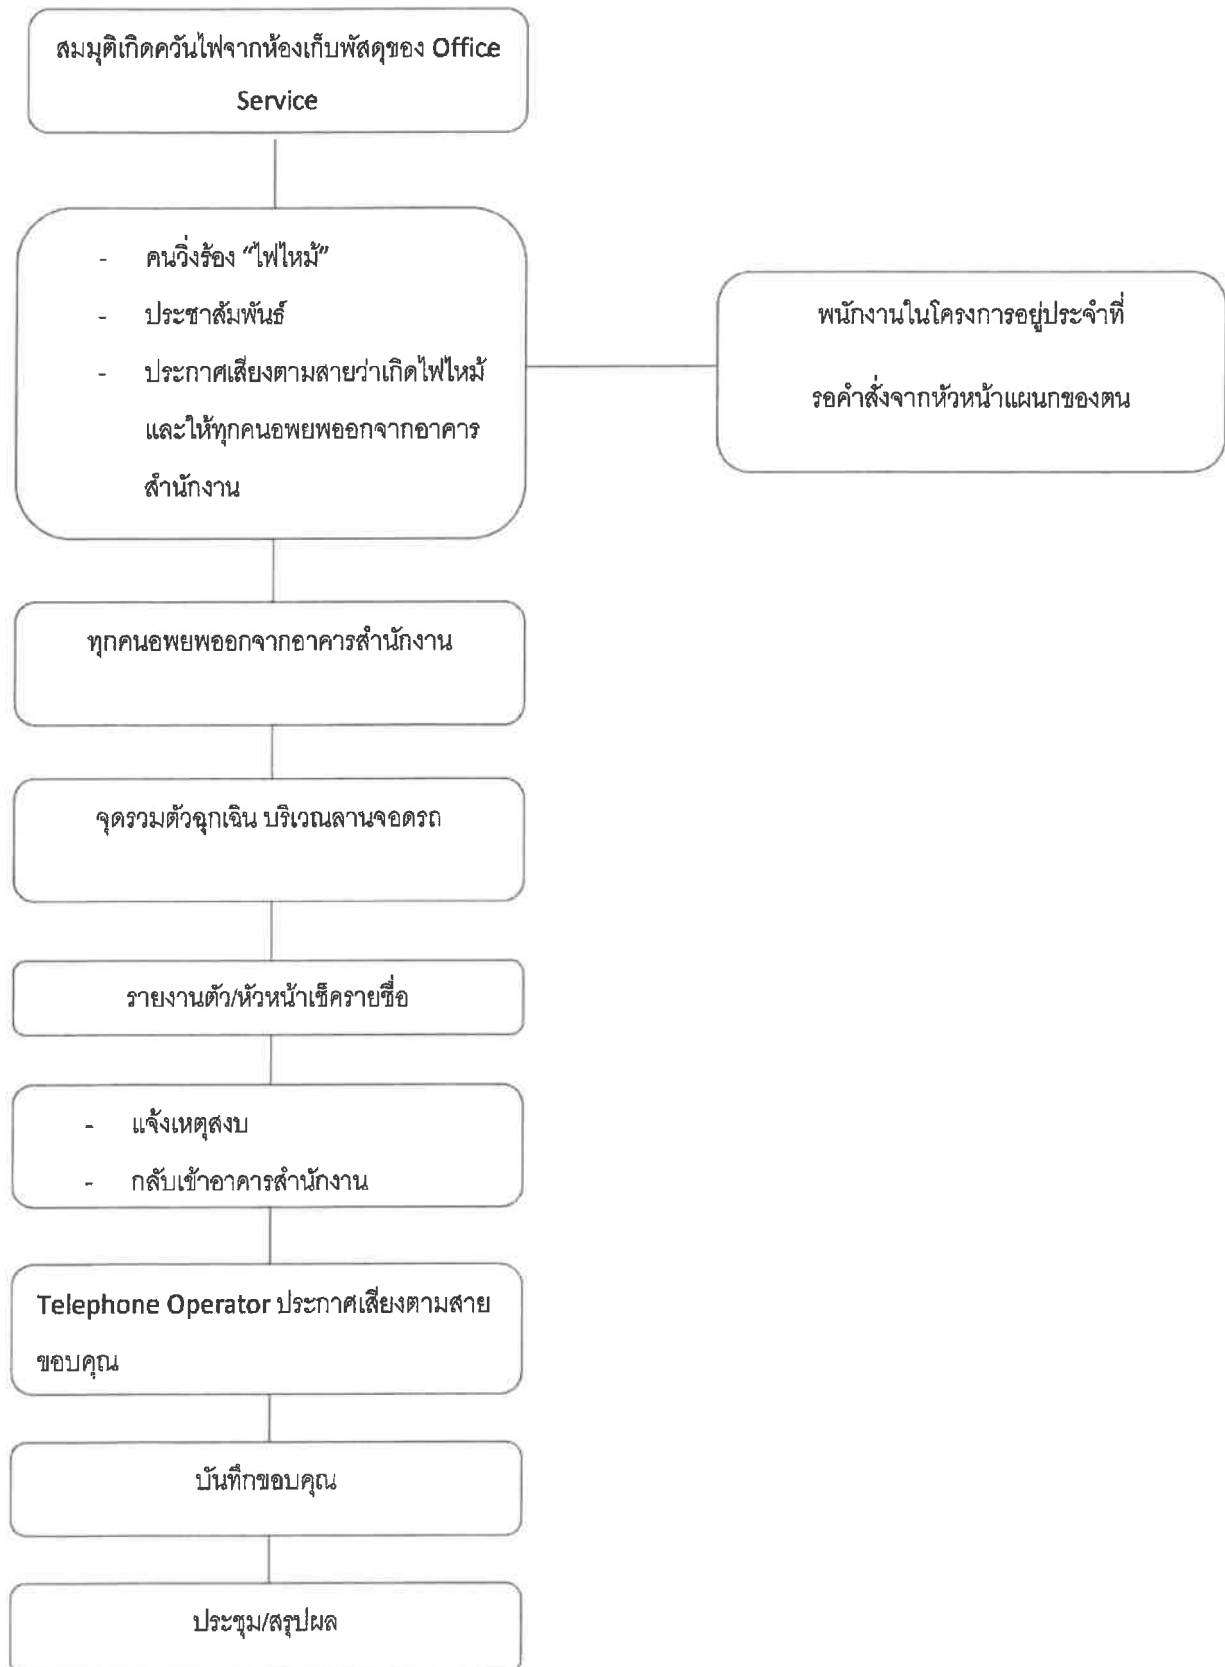 สมมุติเกิดควันไฟจากห้องเก็บพัสดุของ Office
Service
- คนวิ่งร้อง “ไฟไหม้”
- ประชาสัมพันธ์
- ประกาศเสียงตามสายว่าเกิดไฟไหม้
และให้ทุกคนอพยพออกจากอาคาร
สำนักงาน
พนักงานในโครงการอยู่ประจำที่
รอคำสั่งจากหัวหน้าแผนกของตน
ทุกคนอพยพออกจากอาคารสำนักงาน
จุดรวมตัวฉุกเฉิน บริเวณลานจอดรถ
รายงานตัว/หัวหน้าเช็ครายชื่อ
- แจ้งเหตุสงบ
- กลับเข้าอาคารสำนักงาน
Telephone Operator ประกาศเสียงตามสาย
ขอบคุณ
บันทึกขอบคุณ
ประชุม/สรุปผล